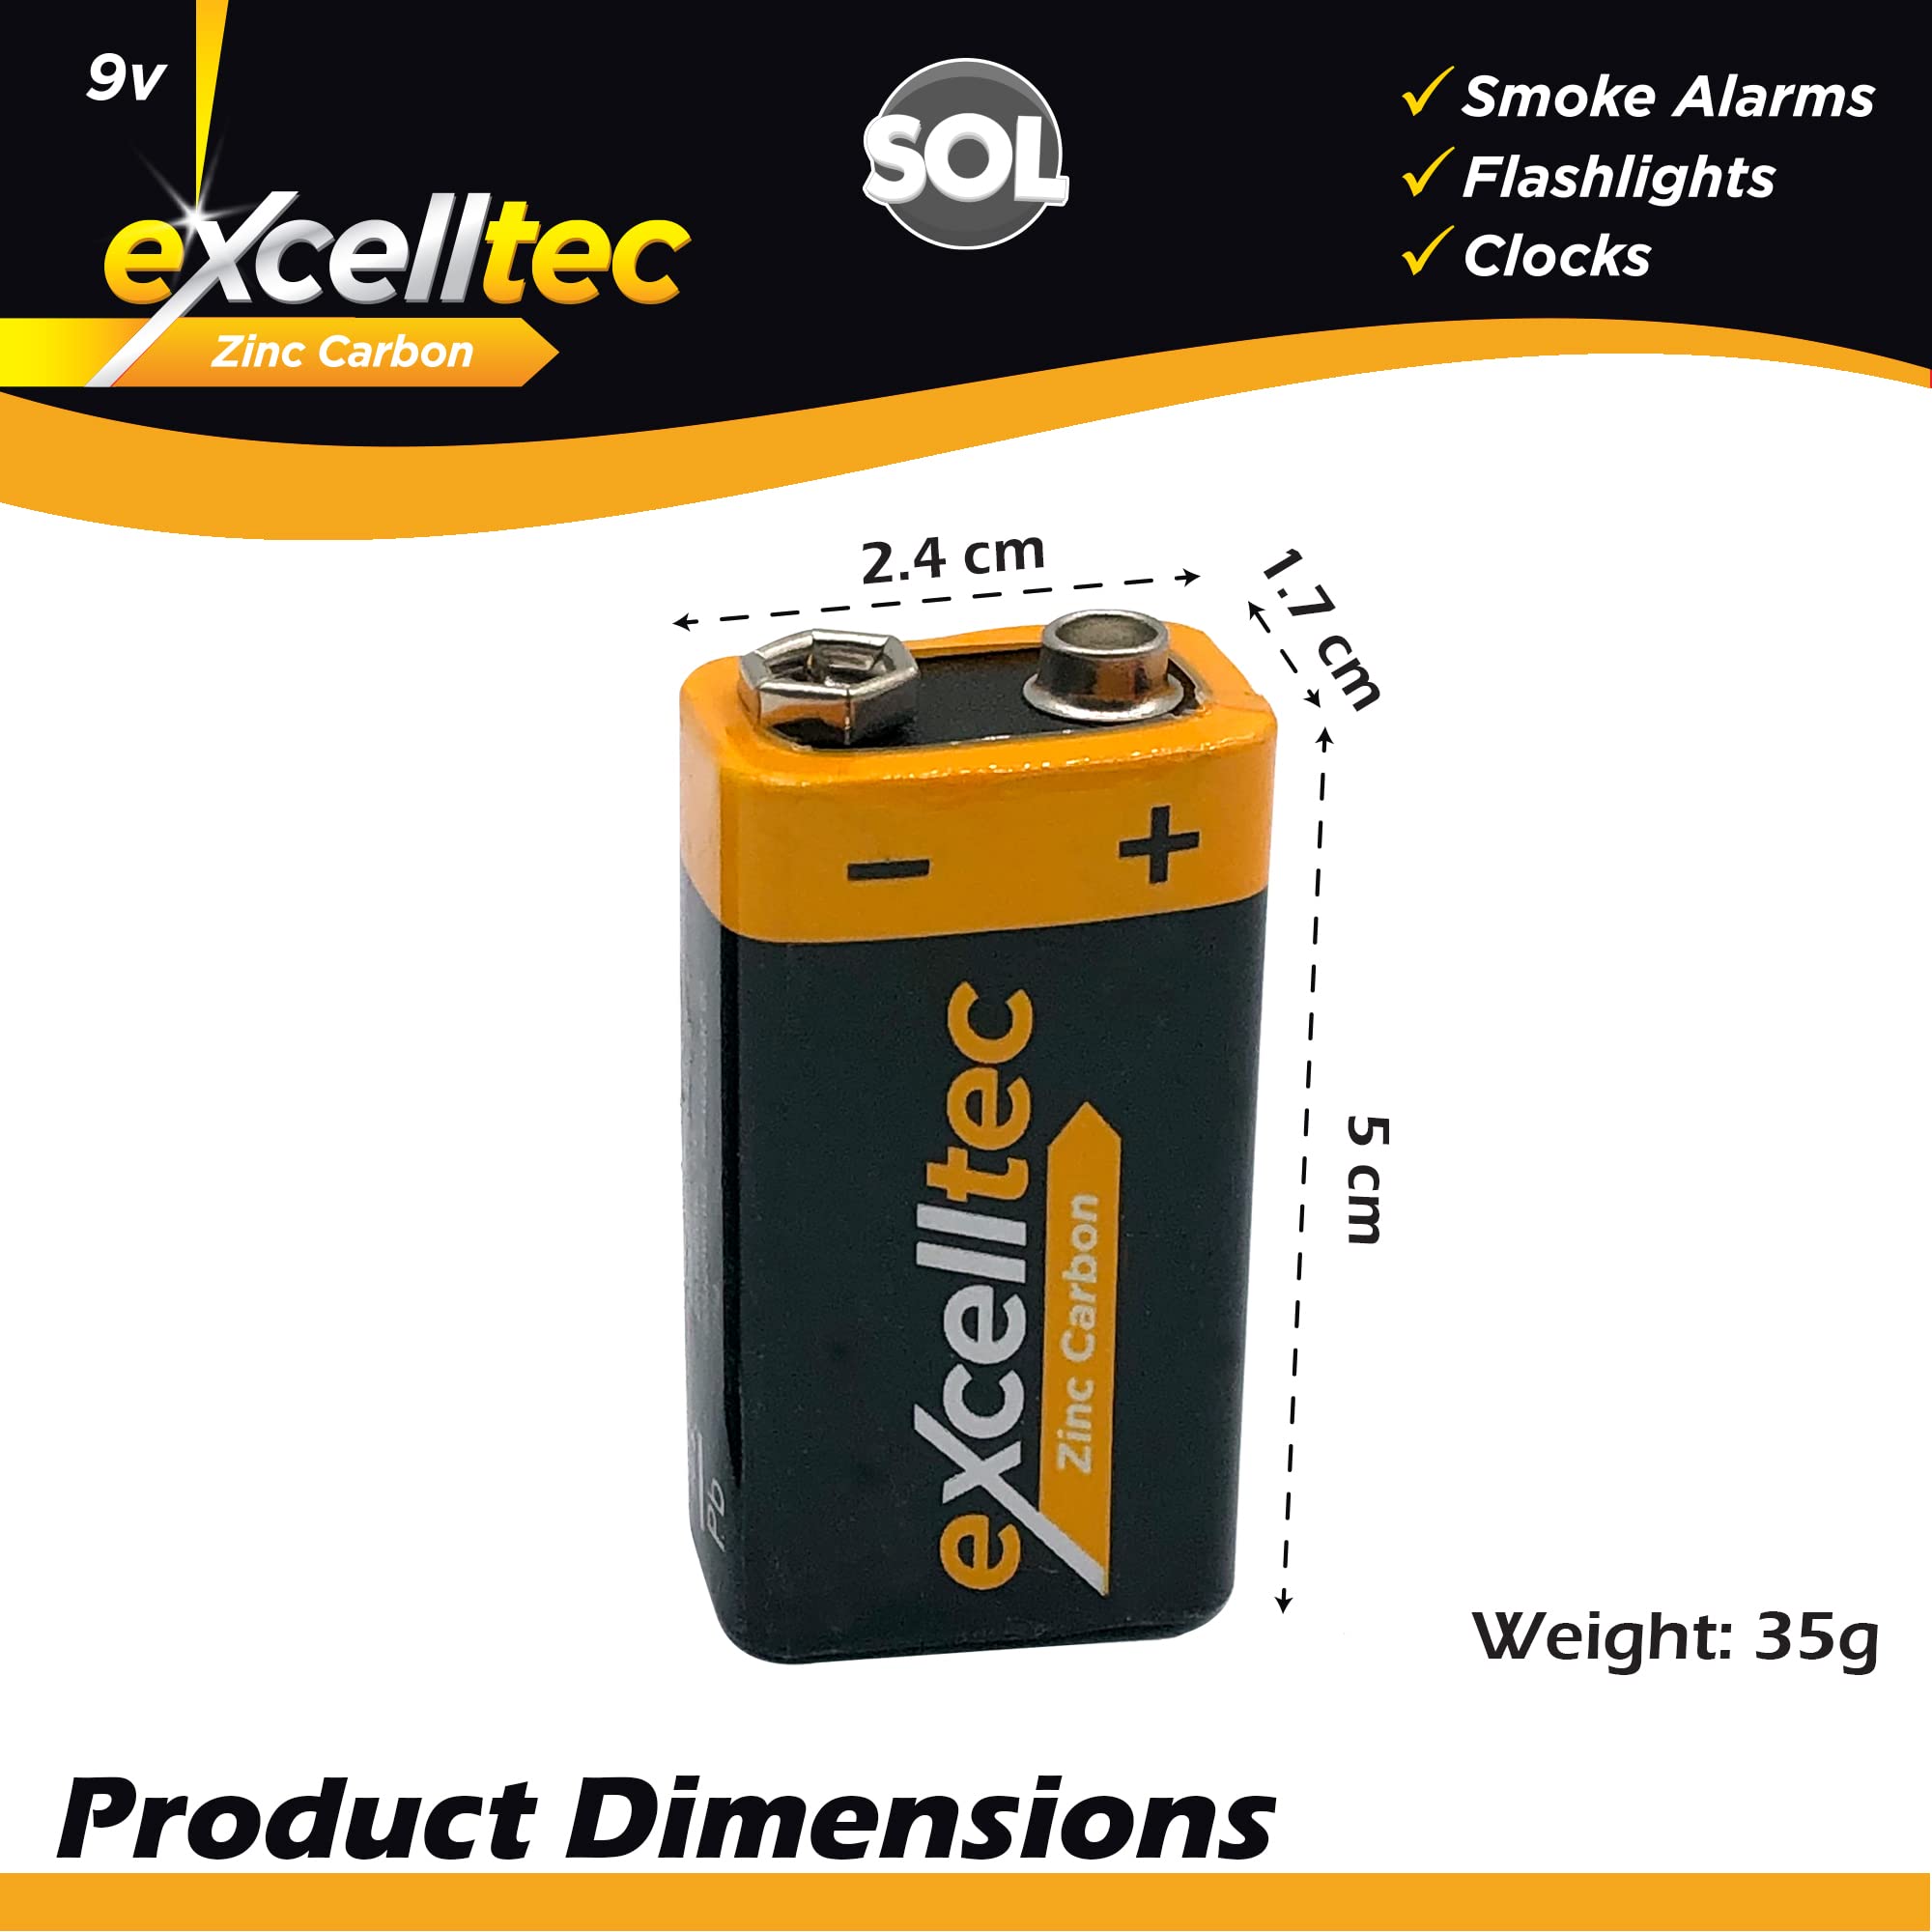 9v
excelltec
Zinc Carbon
SOL
Smoke Alarms
Flashlights
Clocks
2.4 cm
1.7 cm
5 cm
– +
excelltec
Zinc Carbon
Pb
Weight: 35g
Product Dimensions